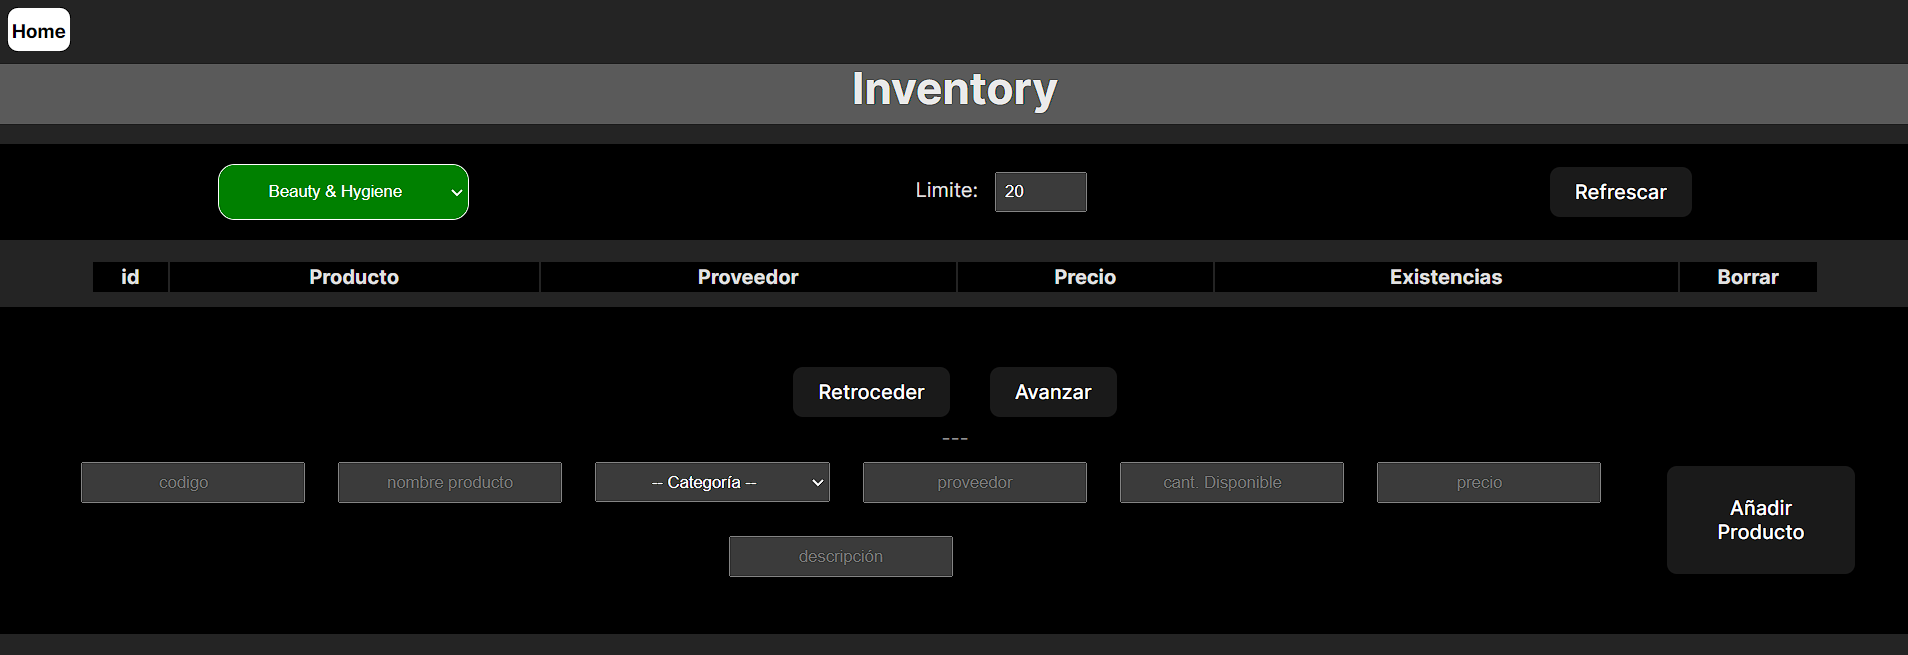 Home
Inventory
Beauty & Hygiene
Limite: 20
Refrescar
id Producto Proveedor Precio Existencias Borrar
Retroceder Avanzar
---
codigo nombre producto -- Categoría -- proveedor cant. Disponible precio
Añadir
Producto
descripción